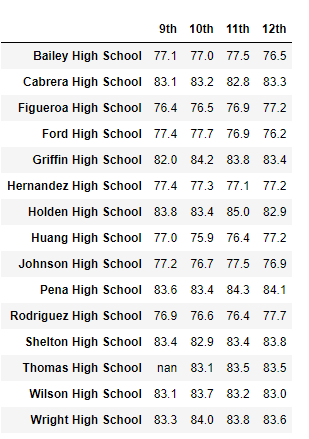 9th 10th 11th 12th
Bailey High School 77.1 77.0 77.5 76.5
Cabrera High School 83.1 83.2 82.8 83.3
Figueroa High School 76.4 76.5 76.9 77.2
Ford High School 77.4 77.7 76.9 76.2
Griffin High School 82.0 84.2 83.8 83.4
Hernandez High School 77.4 77.3 77.1 77.2
Holden High School 83.8 83.4 85.0 82.9
Huang High School 77.0 75.9 76.4 77.2
Johnson High School 77.2 76.7 77.5 76.9
Pena High School 83.6 83.4 84.3 84.1
Rodriguez High School 76.9 76.6 76.4 77.7
Shelton High School 83.4 82.9 83.4 83.8
Thomas High School nan 83.1 83.5 83.5
Wilson High School 83.1 83.7 83.2 83.0
Wright High School 83.3 84.0 83.8 83.6